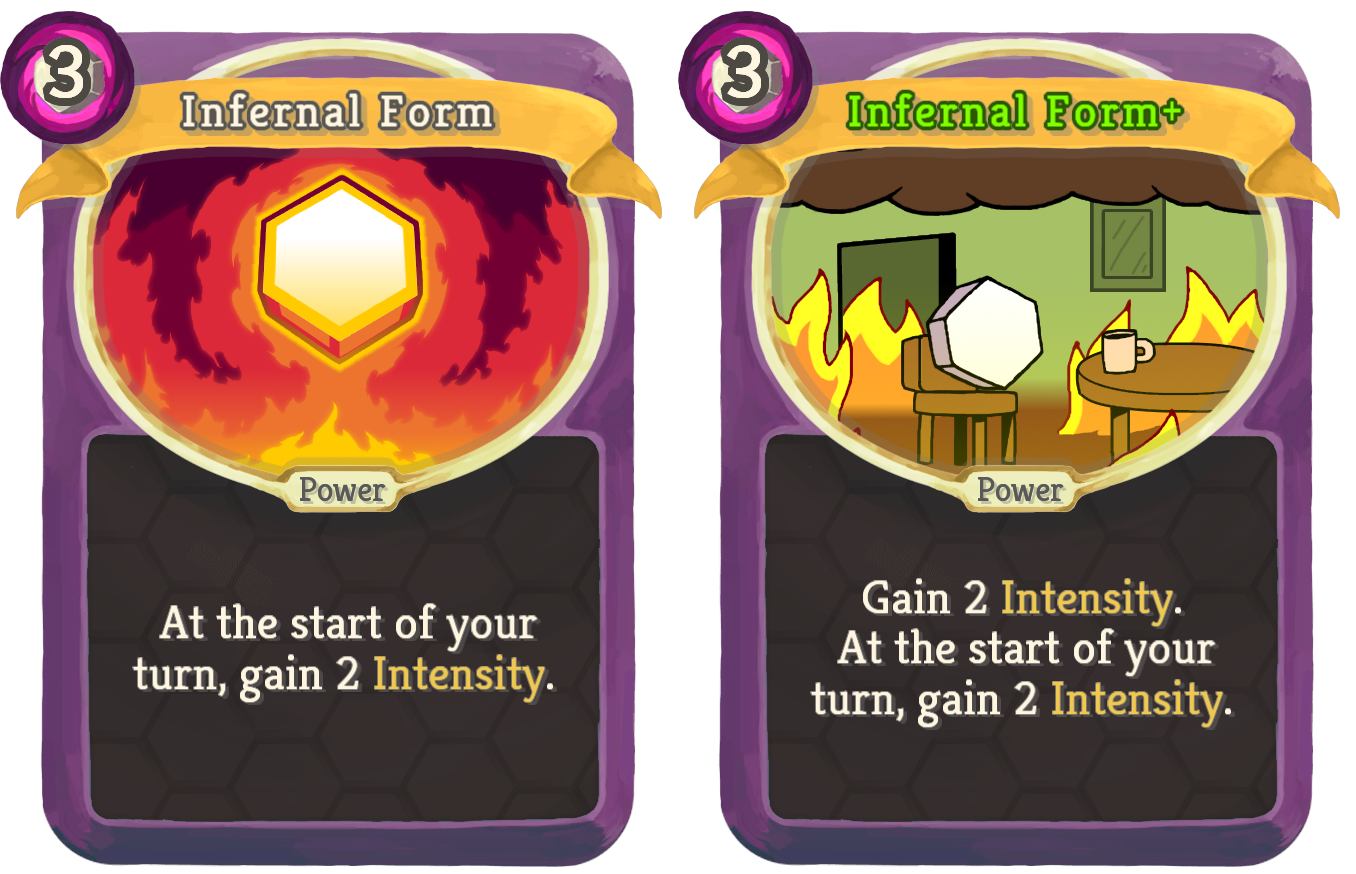 3
Infernal Form
Power
At the start of your
turn, gain 2 Intensity.
3
Infernal Form+
Power
Gain 2 Intensity.
At the start of your
turn, gain 2 Intensity.